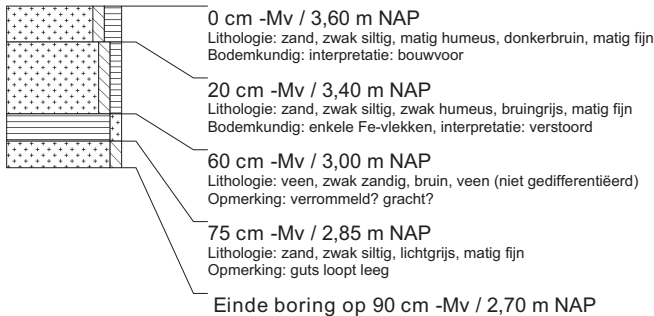 0 cm -Mv / 3,60 m NAP
Lithologie: zand, zwak siltig, matig humeus, donkerbruin, matig fijn
Bodemkundig: interpretatie: bouwvoor
20 cm -Mv / 3,40 m NAP
Lithologie: zand, zwak siltig, zwak humeus, bruingrijs, matig fijn
Bodemkundig: enkele Fe-vlekken, interpretatie: verstoord
60 cm -Mv / 3,00 m NAP
Lithologie: veen, zwak zandig, bruin, veen (niet gedifferentiëerd)
Opmerking: verrommeld? gracht?
75 cm -Mv / 2,85 m NAP
Lithologie: zand, zwak siltig, lichtgrijs, matig fijn
Opmerking: guts loopt leeg
Einde boring op 90 cm -Mv / 2,70 m NAP